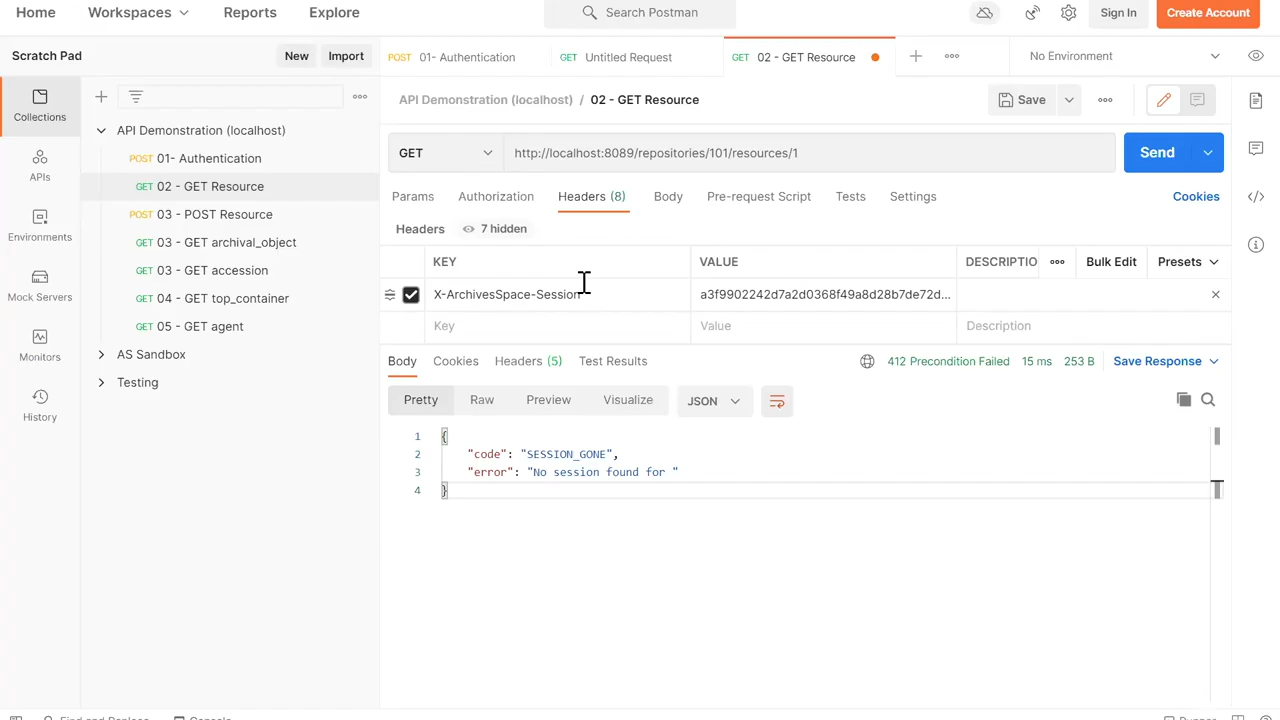 Home Workspaces Reports Explore Search Postman Sign In Create Account
Scratch Pad New Import
POST 01- Authentication GET Untitled Request GET 02 - GET Resource No Environment
Collections
APIs
Environments
Mock Servers
Monitors
History
API Demonstration (localhost)
POST 01- Authentication
GET 02 - GET Resource
POST 03 - POST Resource
GET 03 - GET archival_object
GET 03 - GET accession
GET 04 - GET top_container
GET 05 - GET agent
AS Sandbox
Testing
API Demonstration (localhost) / 02 - GET Resource Save
GET http://localhost:8089/repositories/101/resources/1 Send
Params Authorization Headers (8) Body Pre-request Script Tests Settings Cookies
Headers 7 hidden
KEY VALUE DESCRIPTIO Bulk Edit Presets
X-ArchivesSpace-Session a3f9902242d7a2d0368f49a8d28b7de72d...
Key Value Description
Body Cookies Headers (5) Test Results 412 Precondition Failed 15 ms 253 B Save Response
Pretty Raw Preview Visualize JSON
1 {
2 "code": "SESSION_GONE",
3 "error": "No session found for "
4 }
Find and Replace Console Runner